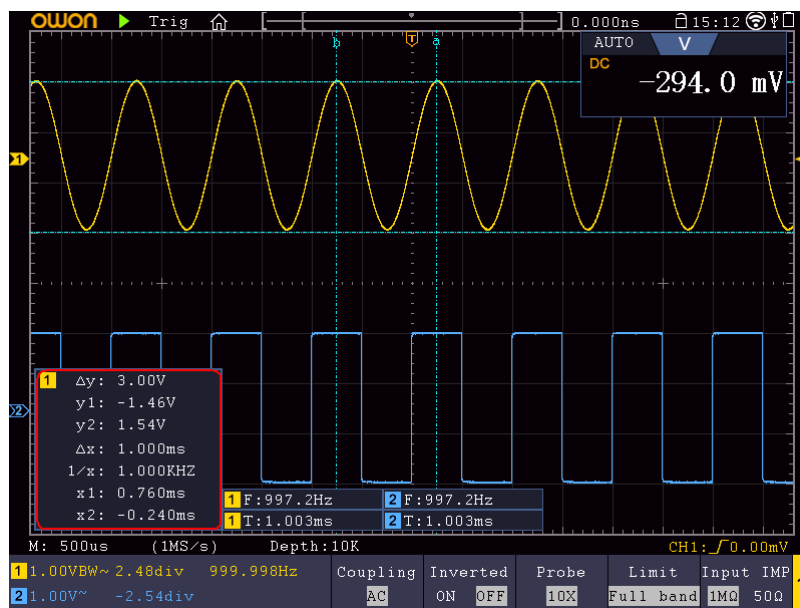 OWON Trig 0.000ns 15:12
T
b a
AUTO V
DC
-294.0 mV
1
2
1 Δy: 3.00V
y1: -1.46V
y2: 1.54V
Δx: 1.000ms
1/x: 1.000KHZ
x1: 0.760ms
x2: -0.240ms
1 F:997.2Hz 2 F:997.2Hz
1 T:1.003ms 2 T:1.003ms
M: 500us (1MS/s) Depth:10K CH1: 0.00mV
1 1.00VBW~ 2.48div 999.998Hz Coupling Inverted Probe Limit Input IMP
2 1.00V~ -2.54div AC ON OFF 10X Full band 1MΩ 50Ω